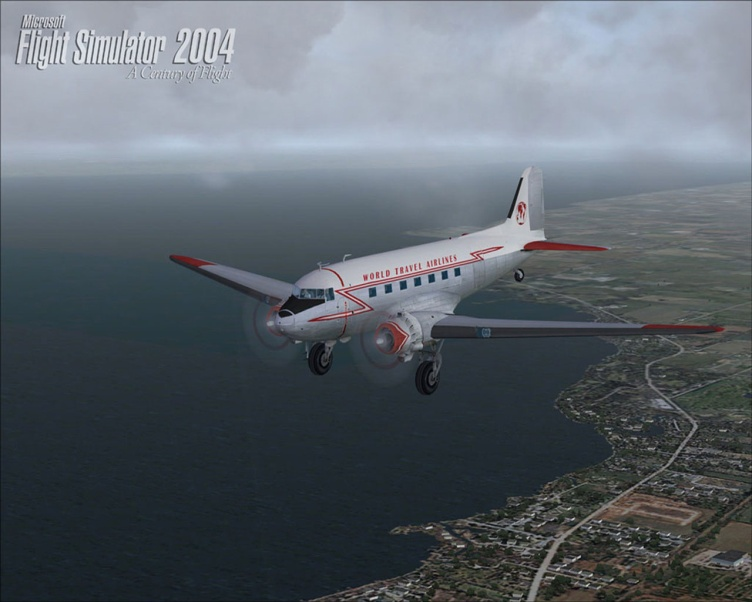 Microsoft
Flight Simulator 2004
A Century of Flight
WORLD TRAVEL AIRLINES